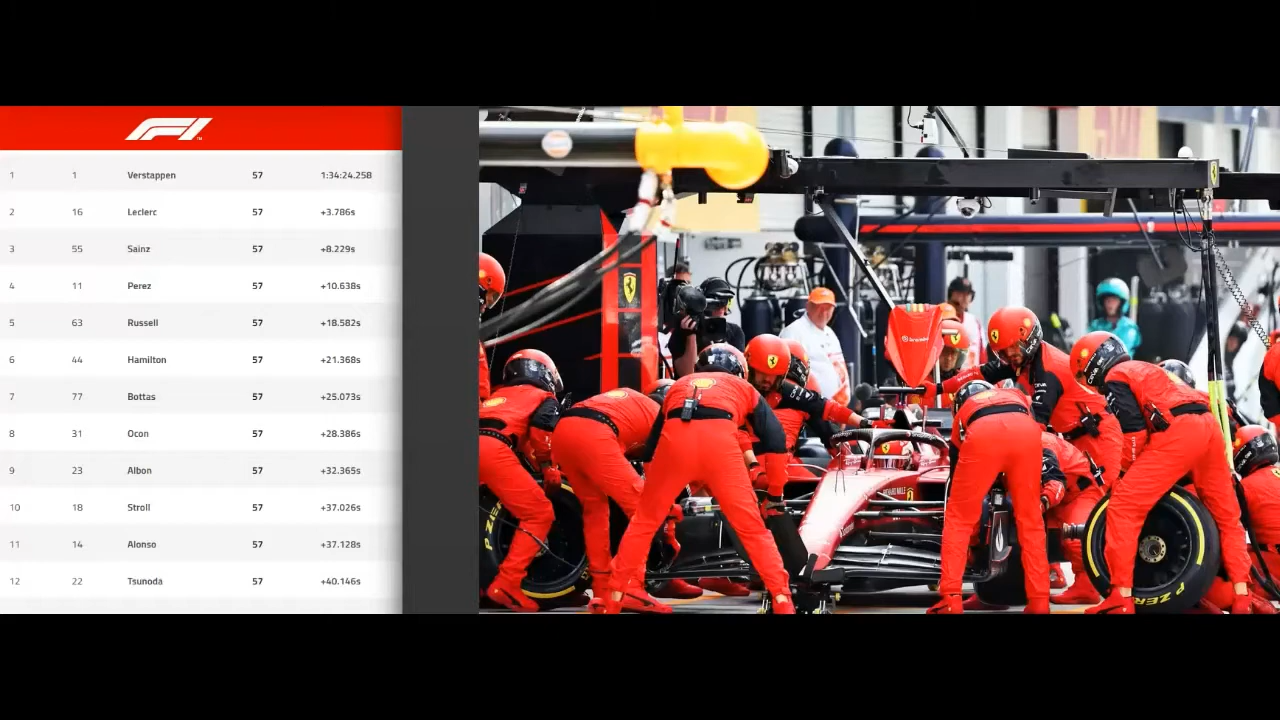 F1
1 1 Verstappen 57 1:34:24.258
2 16 Leclerc 57 +3.786s
3 55 Sainz 57 +8.229s
4 11 Perez 57 +10.638s
5 63 Russell 57 +18.582s
6 44 Hamilton 57 +21.368s
7 77 Bottas 57 +25.073s
8 31 Ocon 57 +28.386s
9 23 Albon 57 +32.365s
10 18 Stroll 57 +37.026s
11 14 Alonso 57 +37.128s
12 22 Tsunoda 57 +40.146s
P ZERO